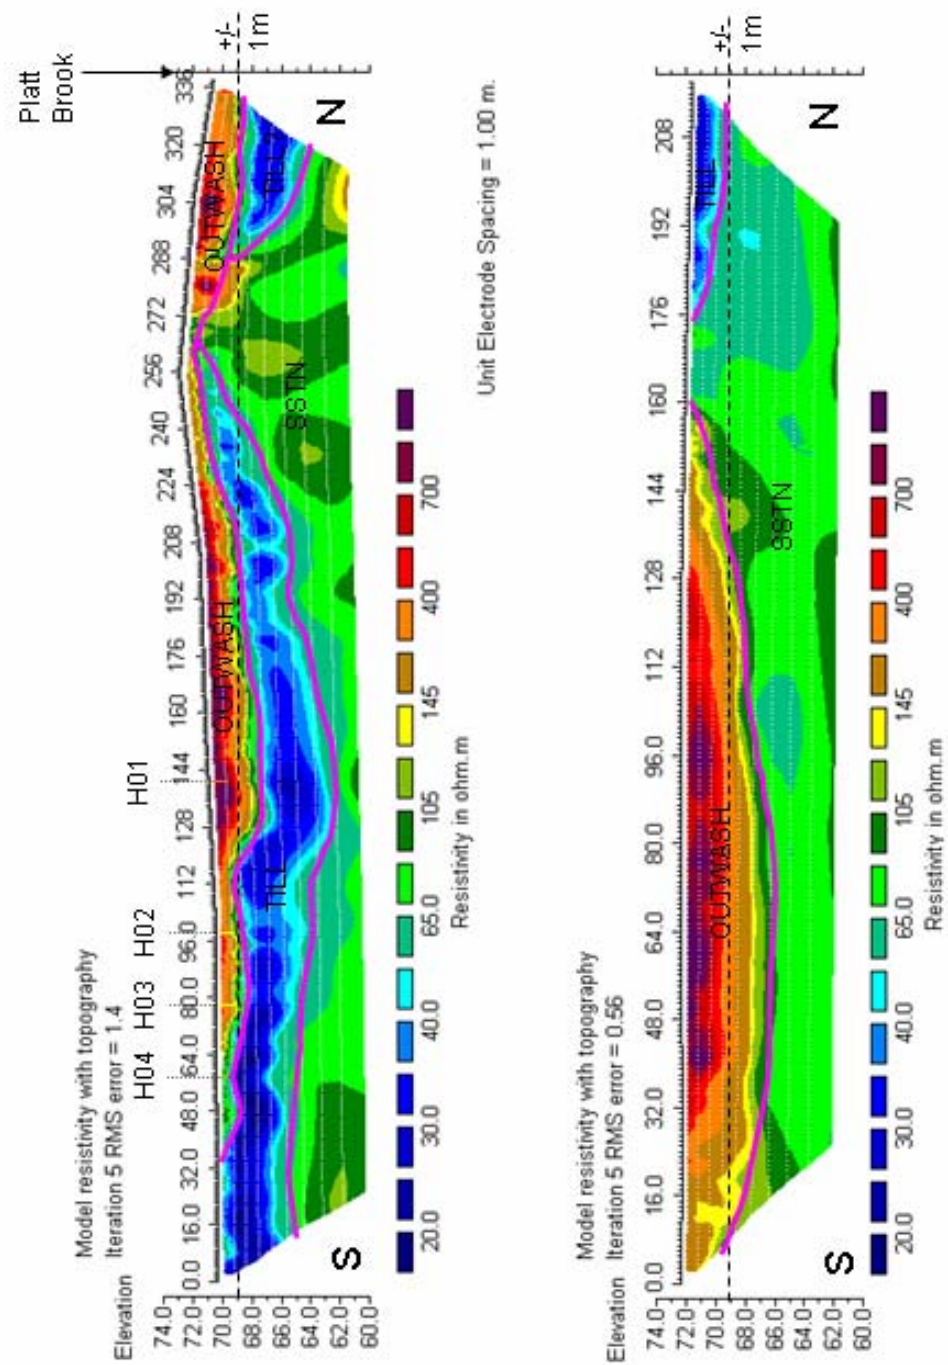 Platt
Brook
Model resistivity with topography
Iteration 5 RMS error = 1.4
Elevation
H04 H03 H02 H01
+/-
1m
0.0 16.0 32.0 48.0 64.0 80.0 96.0 112 128 144 160 176 192 208 224 240 256 272 288 304 320 336
74.0
72.0
70.0
68.0
66.0
64.0
62.0
60.0
OUTWASH
OUTWASH
TILL
TILL ?
SSTN
S
N
20.0 30.0 40.0 65.0 105 145 400 700
Resistivity in ohm.m
Unit Electrode Spacing = 1.00 m.
Model resistivity with topography
Iteration 5 RMS error = 0.56
Elevation
+/-
1m
0.0 16.0 32.0 48.0 64.0 80.0 96.0 112 128 144 160 176 192 208
74.0
72.0
70.0
68.0
66.0
64.0
62.0
60.0
OUTWASH
TILL
SSTN
S
N
20.0 30.0 40.0 65.0 105 145 400 700
Resistivity in ohm.m